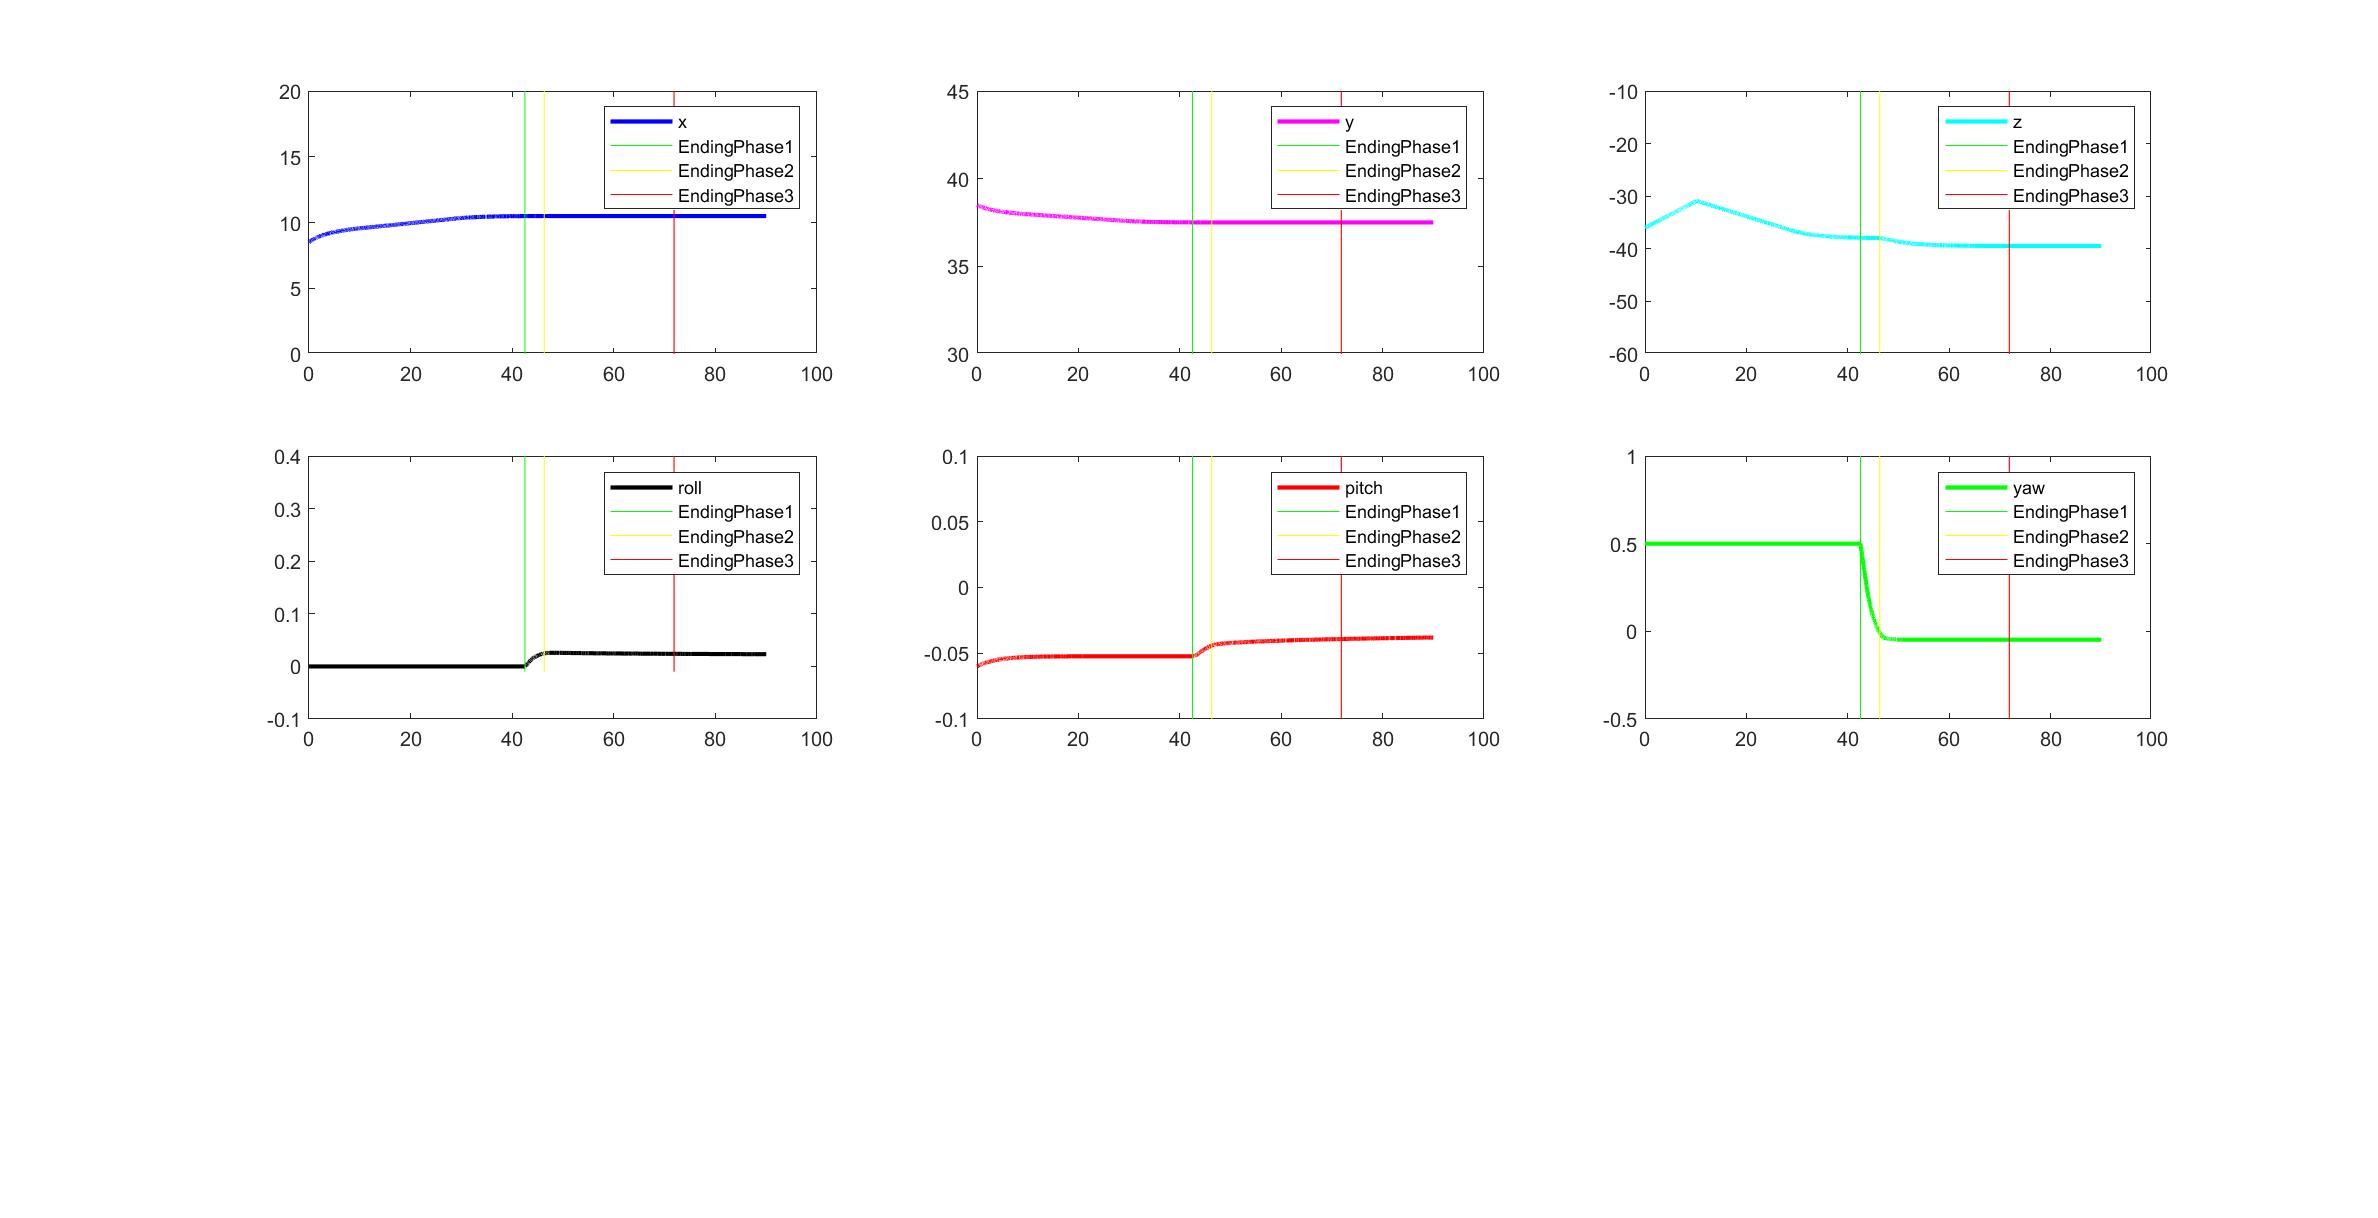 20
15
10
5
0
0 20 40 60 80 100
x
EndingPhase1
EndingPhase2
EndingPhase3
45
40
35
30
0 20 40 60 80 100
y
EndingPhase1
EndingPhase2
EndingPhase3
-10
-20
-30
-40
-50
-60
0 20 40 60 80 100
z
EndingPhase1
EndingPhase2
EndingPhase3
0.4
0.3
0.2
0.1
0
-0.1
0 20 40 60 80 100
roll
EndingPhase1
EndingPhase2
EndingPhase3
0.1
0.05
0
-0.05
-0.1
0 20 40 60 80 100
pitch
EndingPhase1
EndingPhase2
EndingPhase3
1
0.5
0
-0.5
0 20 40 60 80 100
yaw
EndingPhase1
EndingPhase2
EndingPhase3